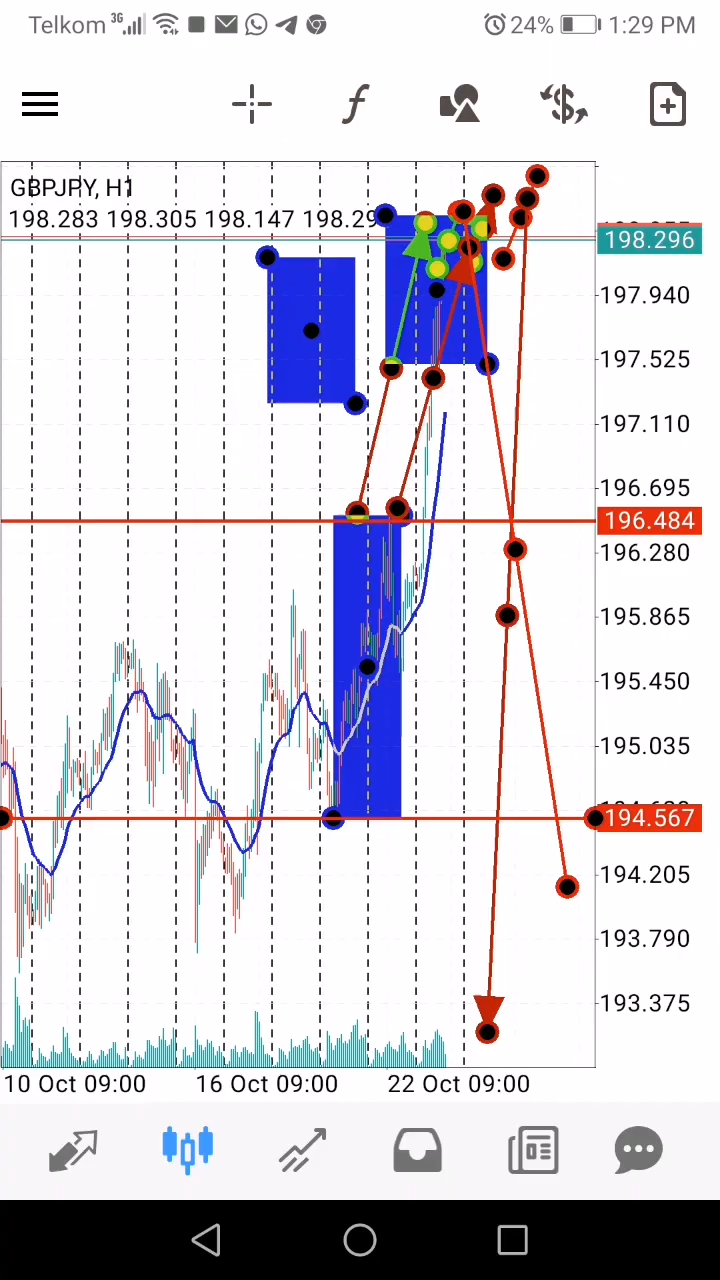 Telkom 3G 24% 1:29 PM
f $
GBPJPY, H1
198.283 198.305 198.147 198.29
198.296
197.940
197.525
197.110
196.695
196.484
196.280
195.865
195.450
195.035
194.567
194.205
193.790
193.375
10 Oct 09:00 16 Oct 09:00 22 Oct 09:00